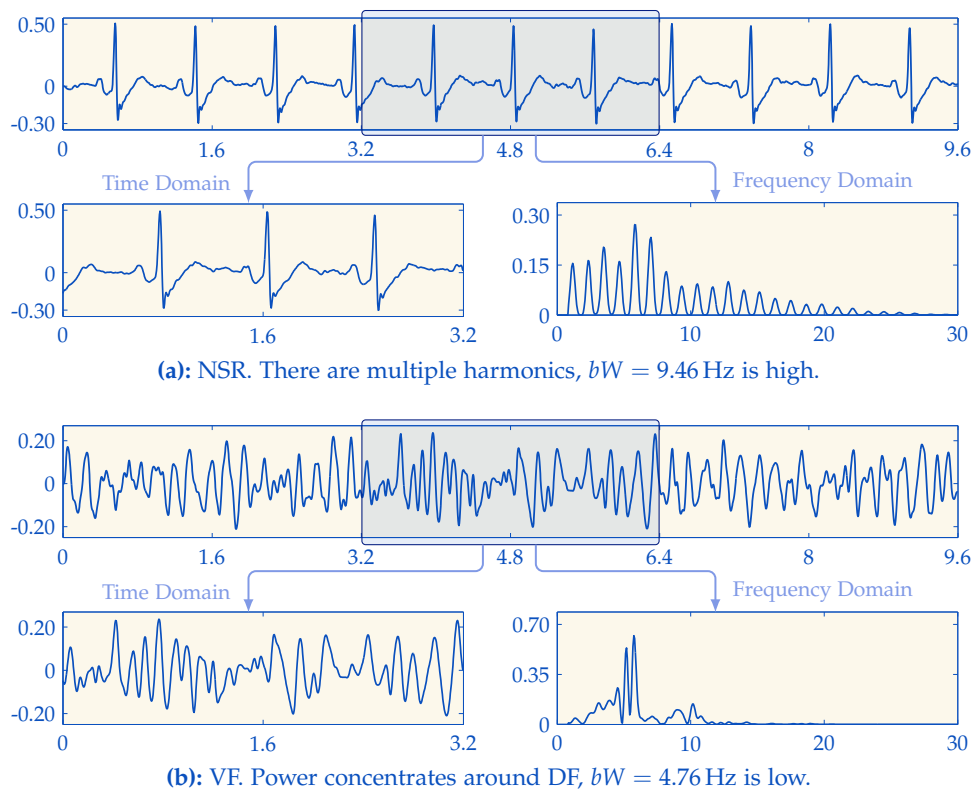 0.50
0
-0.30
0 1.6 3.2 4.8 6.4 8 9.6
Time Domain Frequency Domain
0.50
0
-0.30
0 1.6 3.2
0.30
0.15
0
0 10 20 30
(a): NSR. There are multiple harmonics, bW = 9.46 Hz is high.
0.20
0
-0.20
0 1.6 3.2 4.8 6.4 8 9.6
Time Domain Frequency Domain
0.20
0
-0.20
0 1.6 3.2
0.70
0.35
0
0 10 20 30
(b): VF. Power concentrates around DF, bW = 4.76 Hz is low.